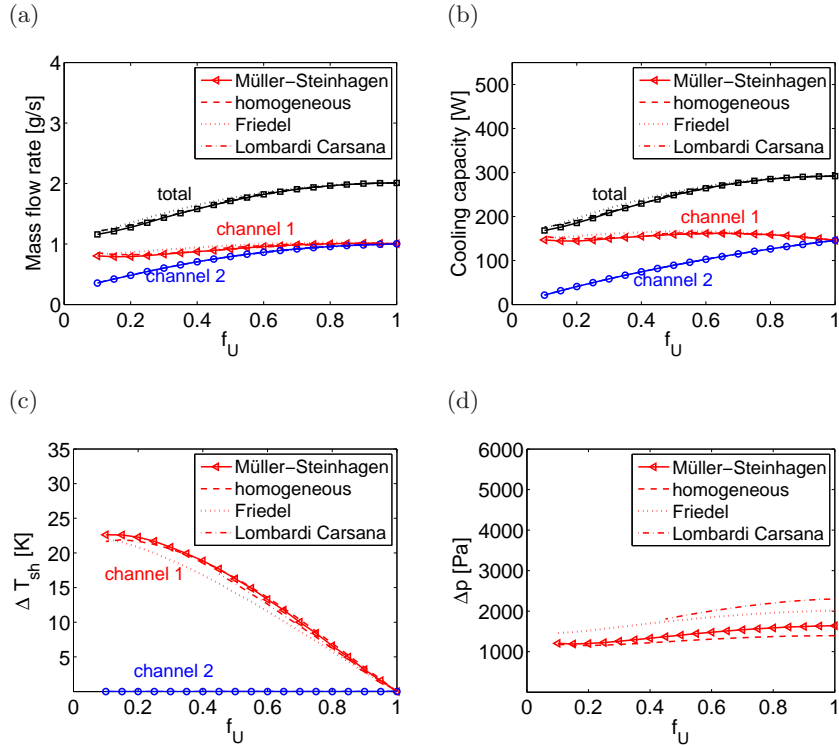 (a)
Mass flow rate [g/s]
4
3
2
1
0
0
0.2
0.4
0.6
0.8
1
f_U
Müller−Steinhagen
homogeneous
Friedel
Lombardi Carsana
total
channel 1
channel 2
(b)
Cooling capacity [W]
500
400
300
200
100
0
0
0.2
0.4
0.6
0.8
1
f_U
Müller−Steinhagen
homogeneous
Friedel
Lombardi Carsana
total
channel 1
channel 2
(c)
Δ T_sh [K]
35
30
25
20
15
10
5
0
0.2
0.4
0.6
0.8
1
f_U
Müller−Steinhagen
homogeneous
Friedel
Lombardi Carsana
channel 1
channel 2
(d)
Δp [Pa]
6000
5000
4000
3000
2000
1000
0
0.2
0.4
0.6
0.8
1
f_U
Müller−Steinhagen
homogeneous
Friedel
Lombardi Carsana